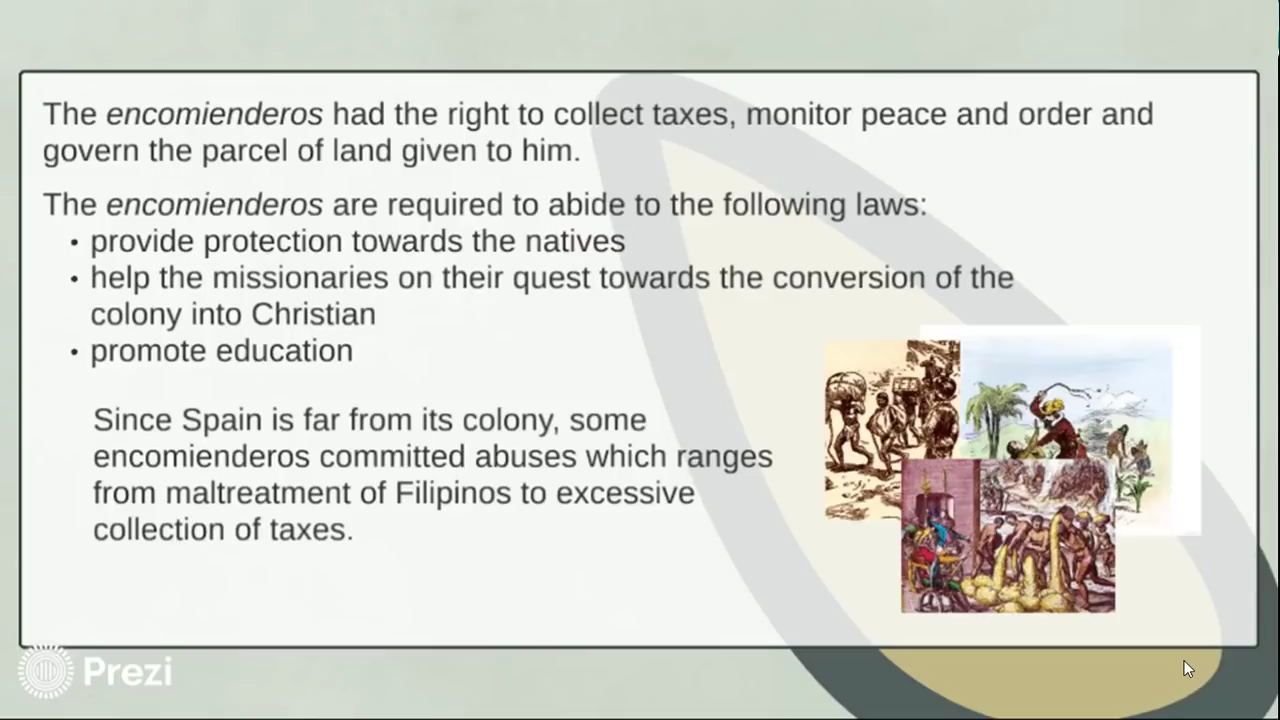 The encomienderos had the right to collect taxes, monitor peace and order and
govern the parcel of land given to him.
The encomienderos are required to abide to the following laws:
• provide protection towards the natives
• help the missionaries on their quest towards the conversion of the
colony into Christian
• promote education
Since Spain is far from its colony, some
encomienderos committed abuses which ranges
from maltreatment of Filipinos to excessive
collection of taxes.
Prezi